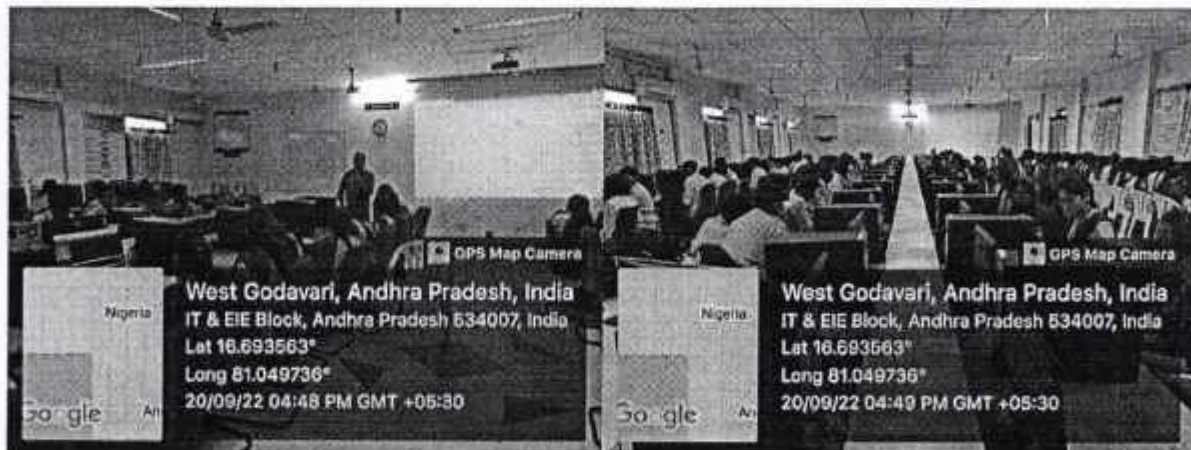 GPS Map Camera
West Godavari, Andhra Pradesh, India
IT & EIE Block, Andhra Pradesh 534007, India
Lat 16.693563°
Long 81.049736°
20/09/22 04:48 PM GMT +05:30
Nigeria
Google
GPS Map Camera
West Godavari, Andhra Pradesh, India
IT & EIE Block, Andhra Pradesh 534007, India
Lat 16.693563°
Long 81.049736°
20/09/22 04:49 PM GMT +05:30
Nigeria
Google